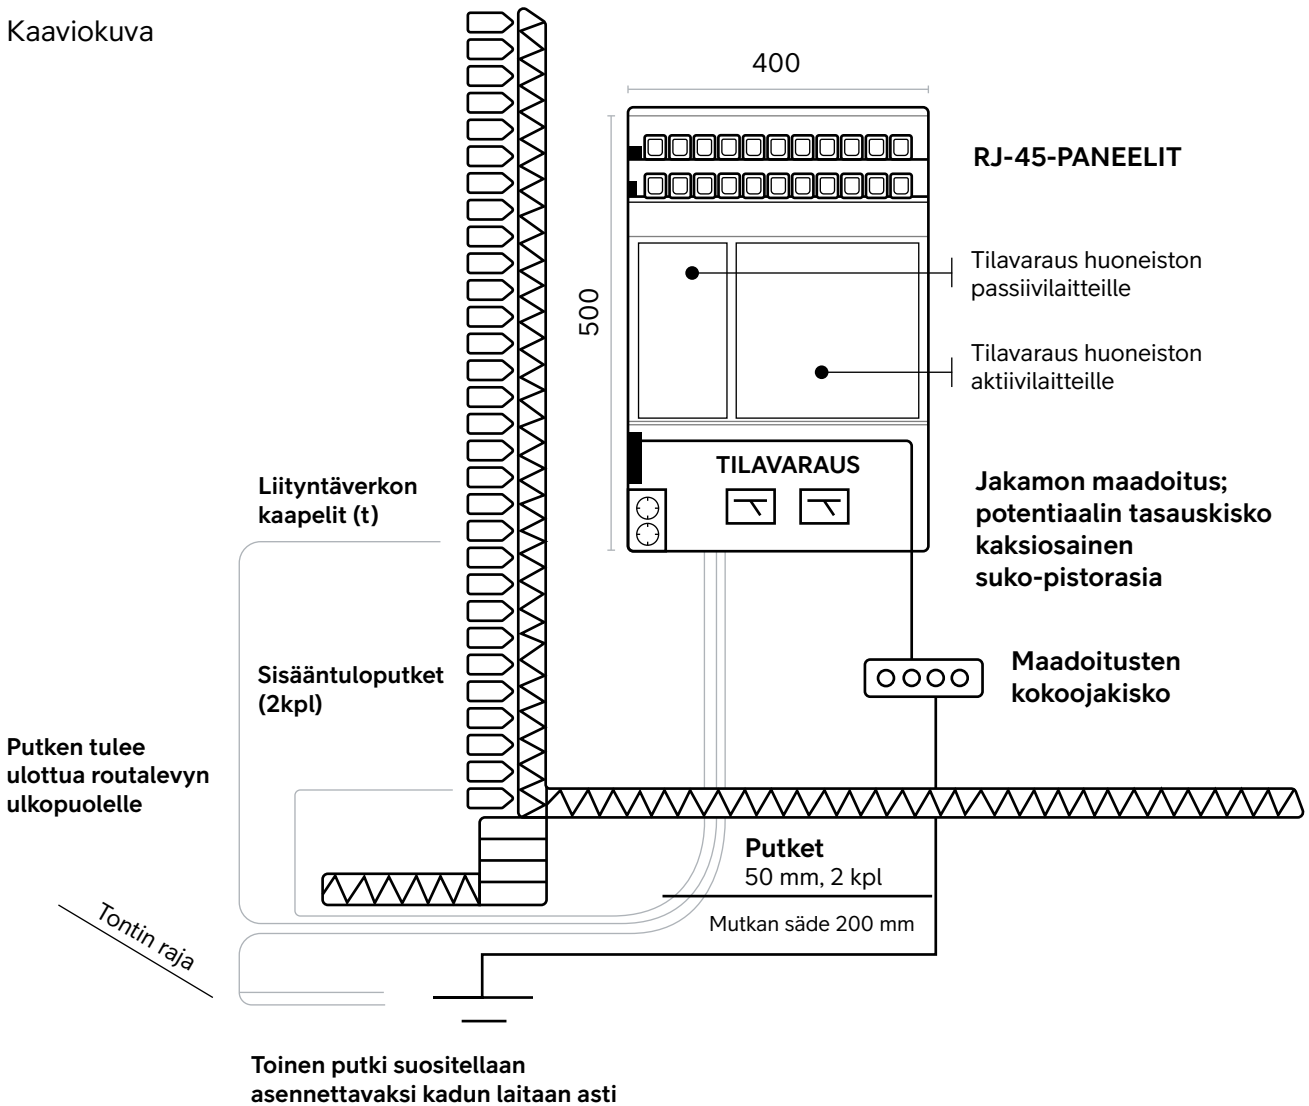 Kaaviokuva
400
RJ-45-PANEELIT
500
Tilavaraus huoneiston
passiivilaitteille
Tilavaraus huoneiston
aktiivilaitteille
TILAVARAUS
Jakamon maadoitus;
potentiaalin tasauskisko
kaksiosainen
suko-pistorasia
Liityntäverkon
kaapelit (t)
Sisääntuloputket
(2kpl)
Maadoitusten
kokoojakisko
Putken tulee
ulottua routalevyn
ulkopuolelle
Putket
50 mm, 2 kpl
Mutkan säde 200 mm
Tontin raja
Toinen putki suositellaan
asennettavaksi kadun laitaan asti